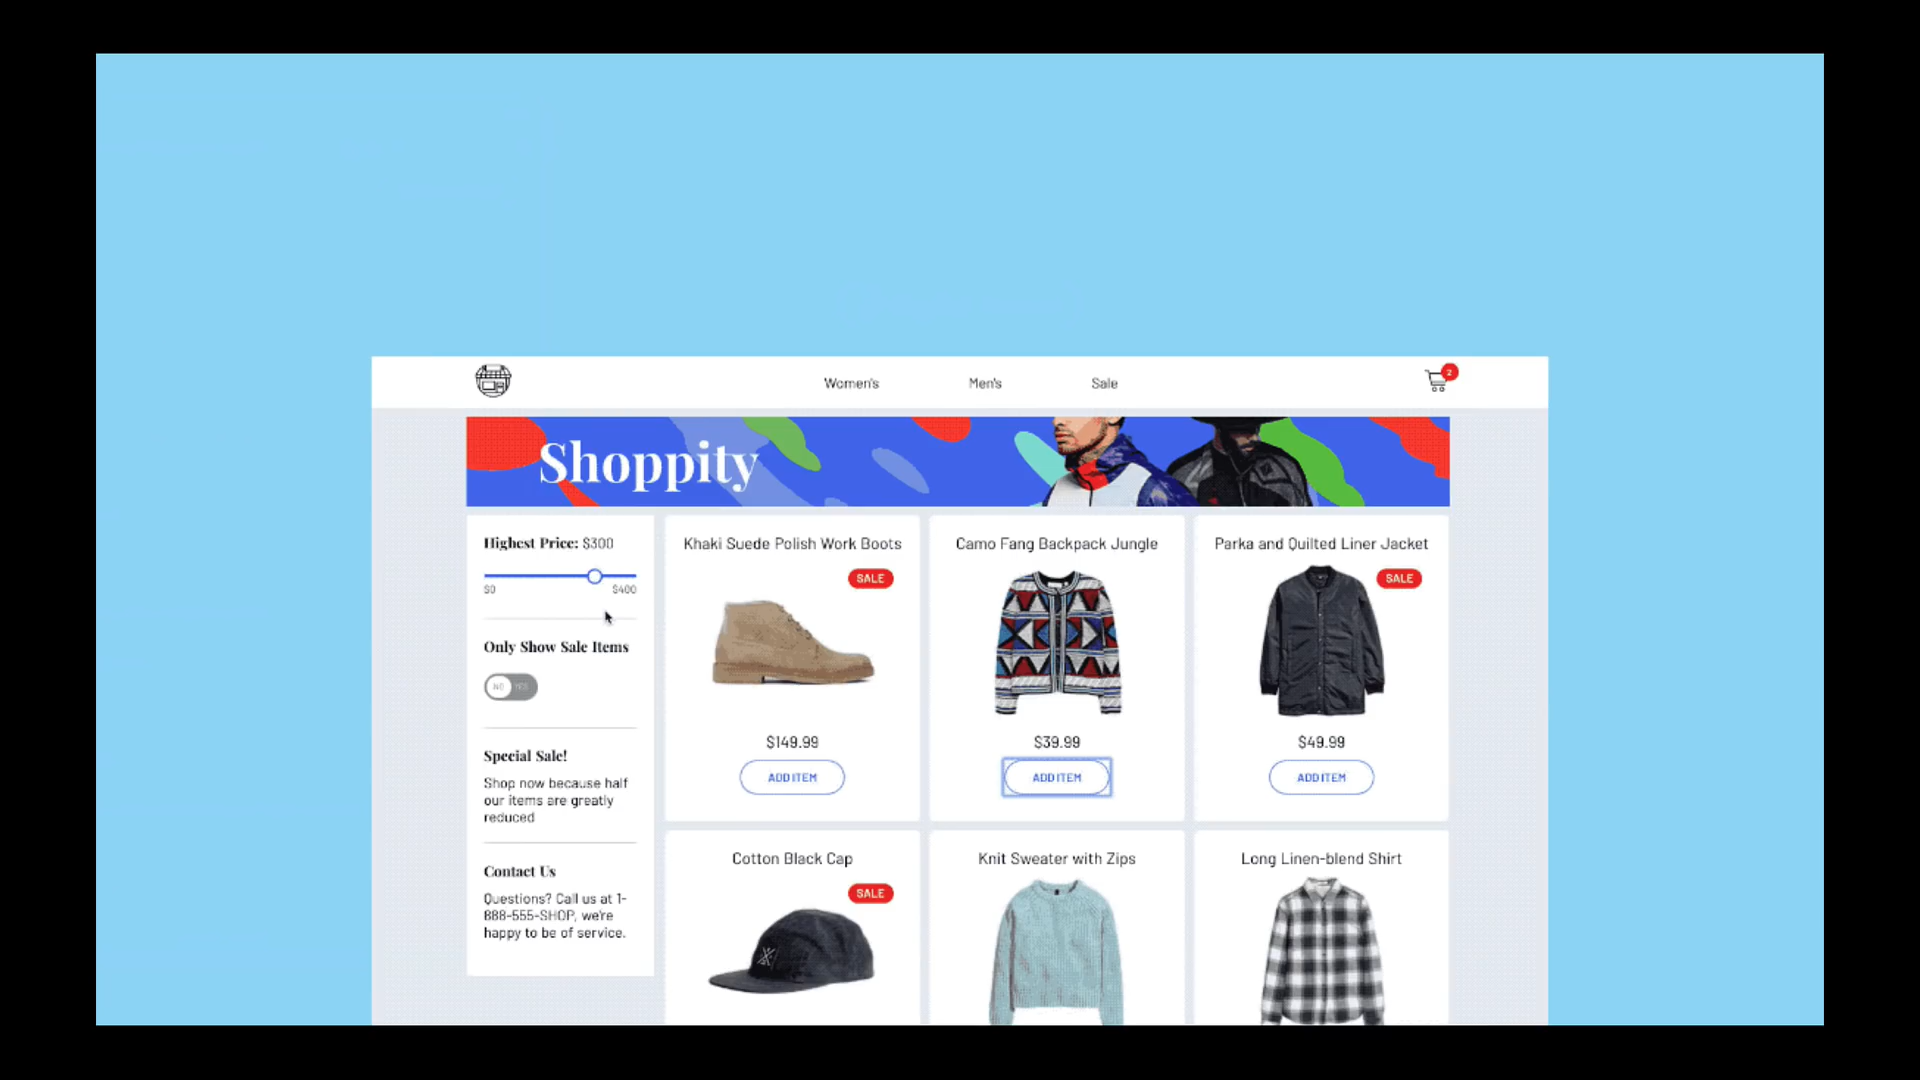 Women's Men's Sale 2
Shoppity
Highest Price: $300
$0 $400
Only Show Sale Items
NO YES
Special Sale!
Shop now because half
our items are greatly
reduced
Contact Us
Questions? Call us at 1-
888-555-SHOP, we're
happy to be of service.
Khaki Suede Polish Work Boots
SALE
$149.99
ADD ITEM
Camo Fang Backpack Jungle
$39.99
ADD ITEM
Parka and Quilted Liner Jacket
SALE
$49.99
ADD ITEM
Cotton Black Cap
SALE
Knit Sweater with Zips
Long Linen-blend Shirt